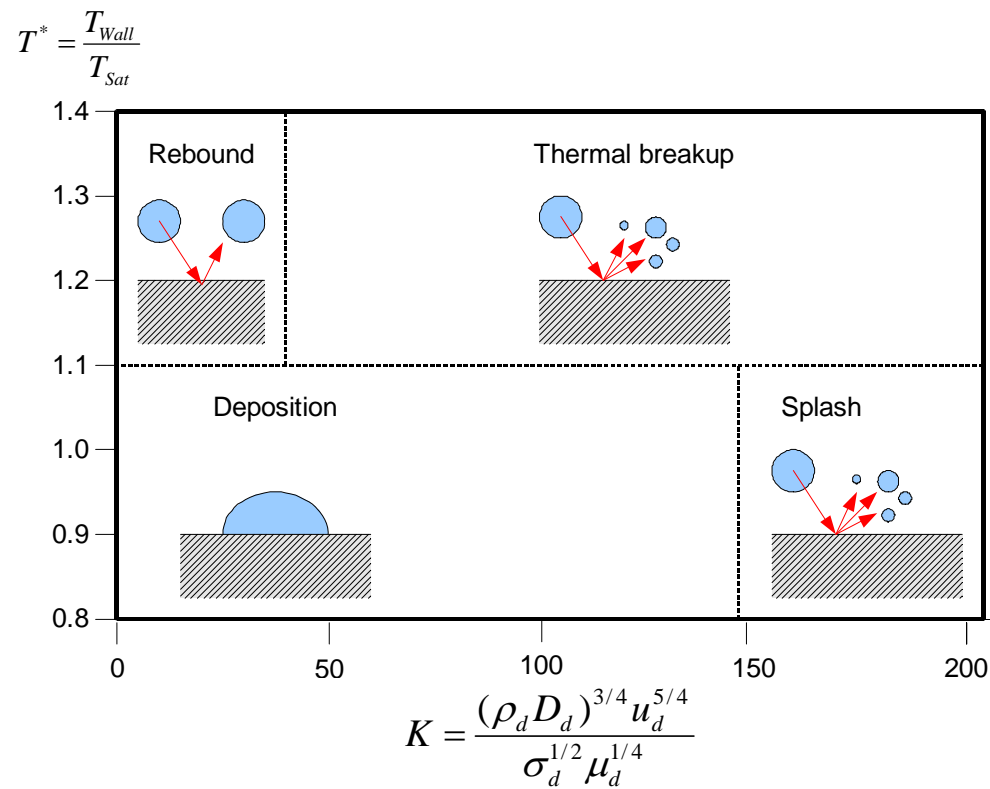 T* = T_Wall / T_Sat
1.4
Rebound Thermal breakup
1.3
1.2
1.1
Deposition Splash
1.0
0.9
0.8
0 50 100 150 200
K = (ρ_d D_d)^{3/4} u_d^{5/4} / σ_d^{1/2} μ_d^{1/4}